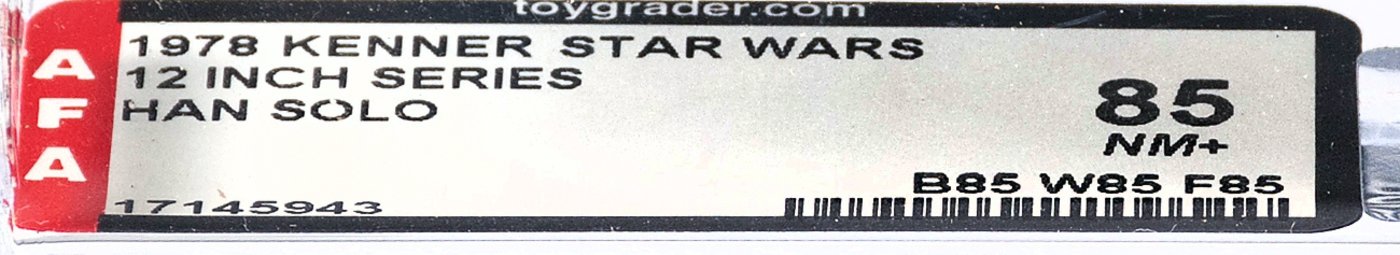 toygrader.com
AFA
1978 KENNER STAR WARS
12 INCH SERIES
HAN SOLO
85
NM+
B85 W85 F85
17145943